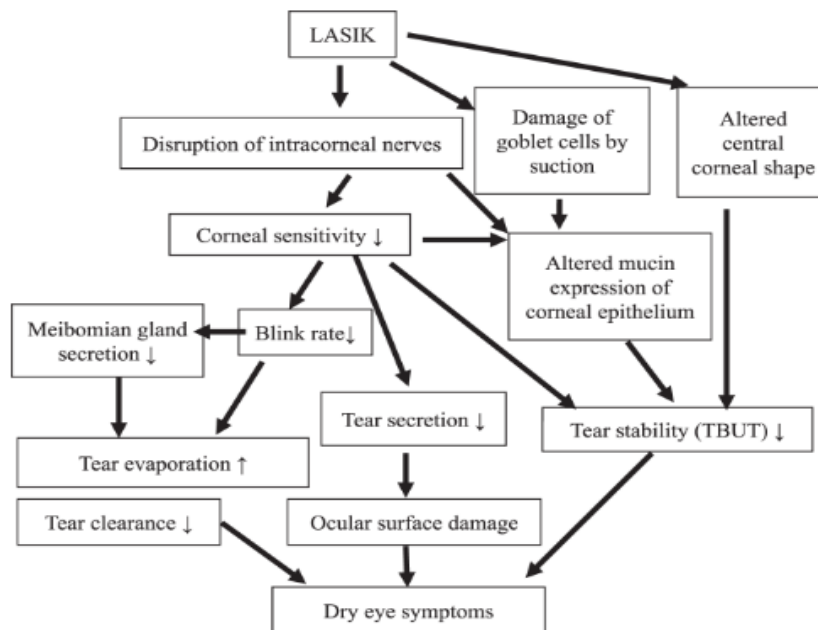 LASIK
Disruption of intracorneal nerves
Damage of
goblet cells by
suction
Altered
central
corneal shape
Corneal sensitivity ↓
Altered mucin
expression of
corneal epithelium
Meibomian gland
secretion ↓
Blink rate↓
Tear secretion ↓
Tear stability (TBUT) ↓
Tear evaporation ↑
Tear clearance ↓
Ocular surface damage
Dry eye symptoms